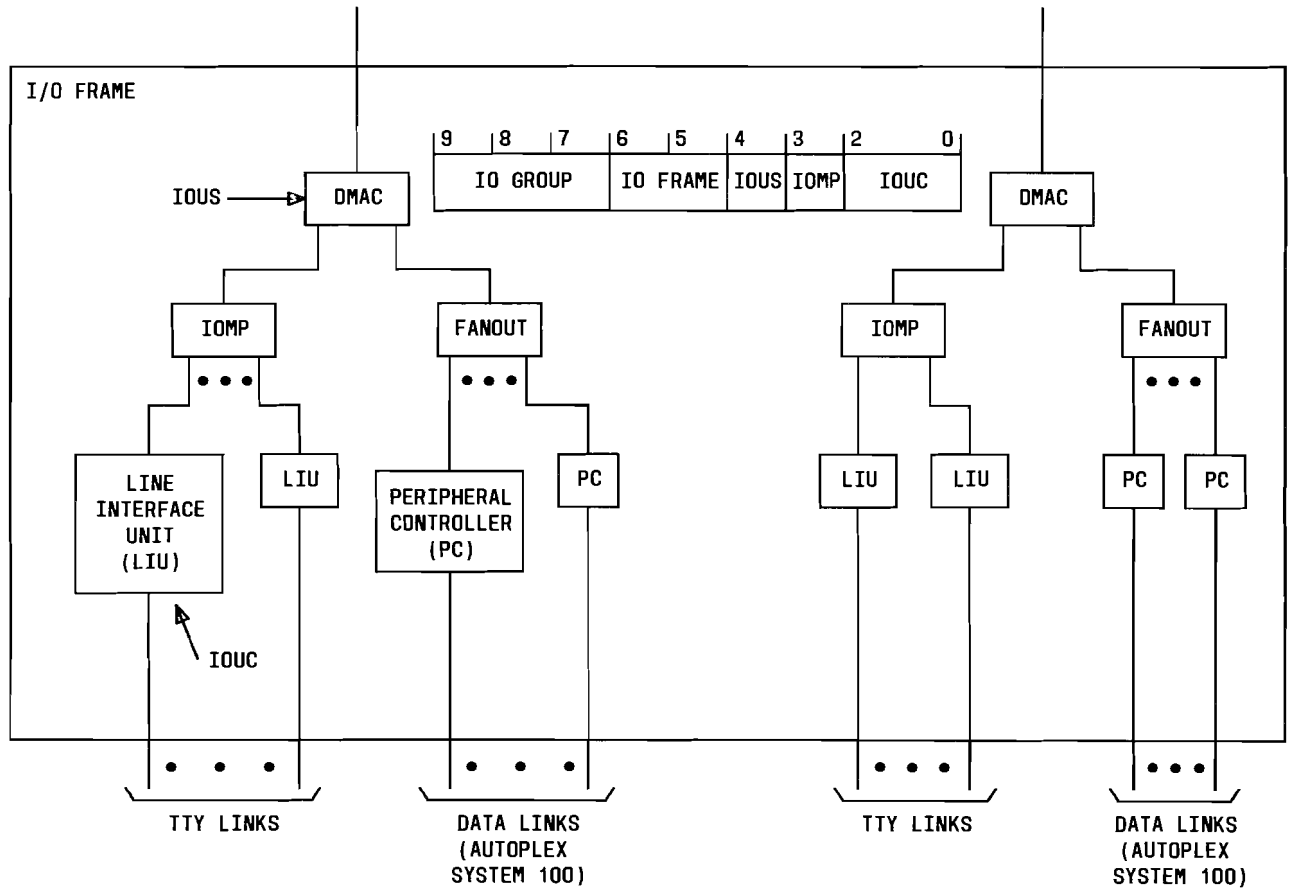 I/O FRAME
9 8 7 6 5 4 3 2 0
IO GROUP IO FRAME IOUS IOMP IOUC
IOUS
DMAC
DMAC
IOMP
FANOUT
IOMP
FANOUT
LINE
INTERFACE
UNIT
(LIU)
LIU
PERIPHERAL
CONTROLLER
(PC)
PC
LIU
LIU
PC
PC
IOUC
TTY LINKS
DATA LINKS
(AUTOPLEX
SYSTEM 100)
TTY LINKS
DATA LINKS
(AUTOPLEX
SYSTEM 100)